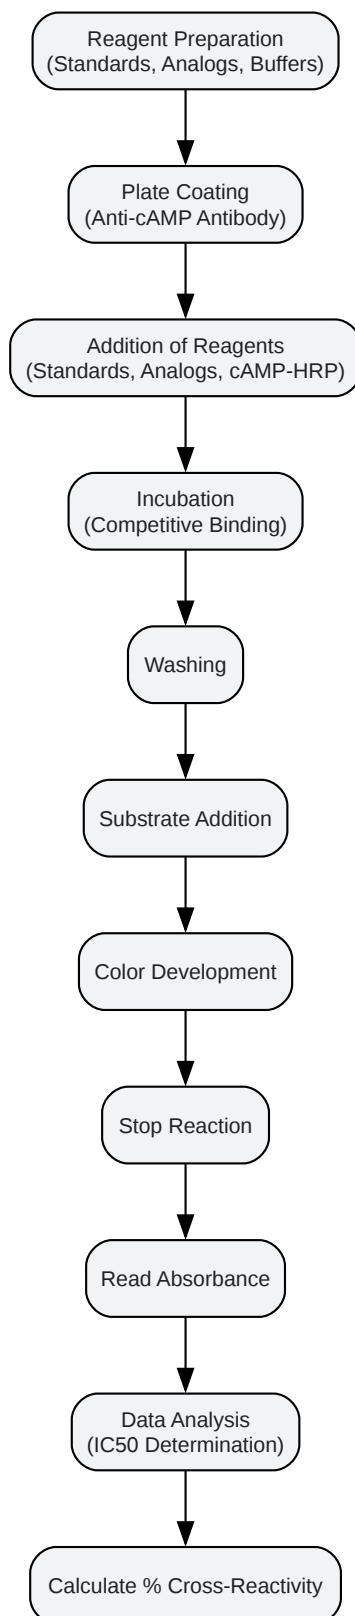 Reagent Preparation
(Standards, Analogs, Buffers)
Plate Coating
(Anti-cAMP Antibody)
Addition of Reagents
(Standards, Analogs, cAMP-HRP)
Incubation
(Competitive Binding)
Washing
Substrate Addition
Color Development
Stop Reaction
Read Absorbance
Data Analysis
(IC50 Determination)
Calculate % Cross-Reactivity